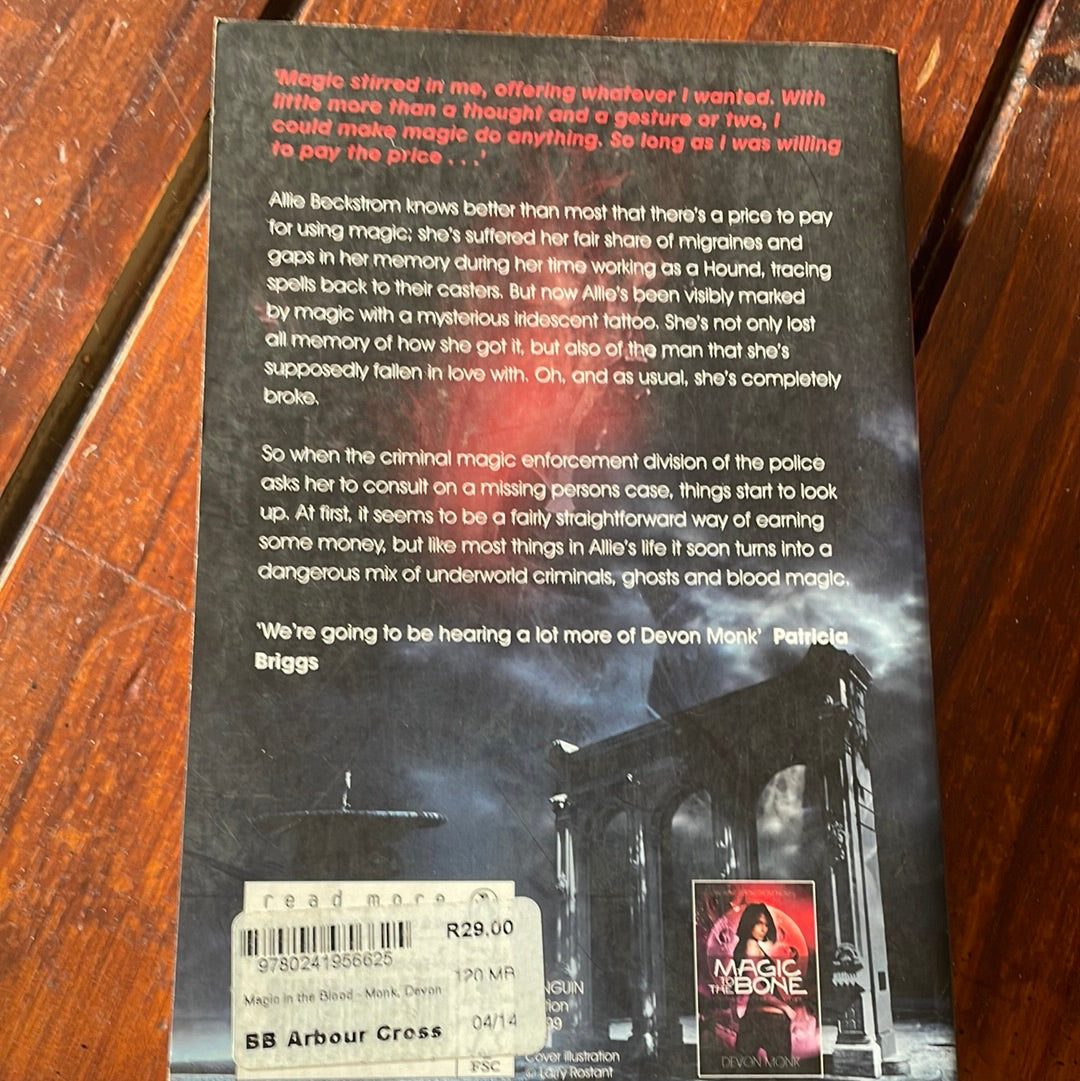 'Magic stirred in me, offering whatever I wanted. With
little more than a thought and a gesture or two, I
could make magic do anything. So long as I was willing
to pay the price . . .'
Allie Beckstrom knows better than most that there's a price to pay
for using magic; she's suffered her fair share of migraines and
gaps in her memory during her time working as a Hound, tracing
spells back to their casters. But now Allie's been visibly marked
by magic with a mysterious iridescent tattoo. She's not only lost
all memory of how she got it, but also of the man that she's
supposedly fallen in love with. Oh, and as usual, she's completely
broke.
So when the criminal magic enforcement division of the police
asks her to consult on a missing persons case, things start to look
up. At first, it seems to be a fairly straightforward way of earning
some money, but like most things in Allie's life it soon turns into a
dangerous mix of underworld criminals, ghosts and blood magic.
'We're going to be hearing a lot more of Devon Monk' Patricia
Briggs
read more
R29.00
9780241956625
120 MR
Magic in the Blood - Monk, Devon
04/14
BB Arbour Cross
FSC
NGUIN
ion
99
Cover illustration
© Larry Rostant
MAGIC
TO
THE BONE
DEVON MONK